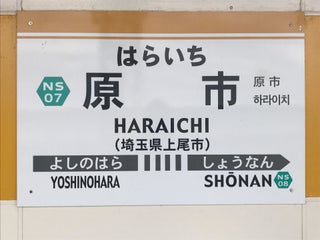 はらいち
NS
07
原市
原市
하라이치
HARAICHI
(埼玉県上尾市)
よしのはら しょうなん
YOSHINOHARA SHŌNAN NS
08